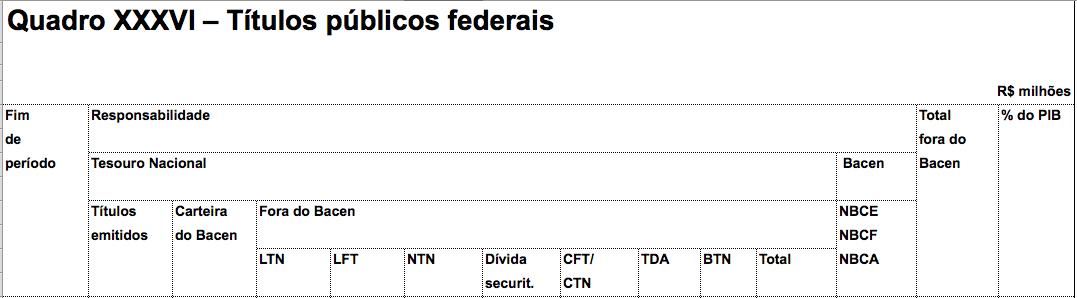 Quadro XXXVI – Títulos públicos federais
R$ milhões
Fim
de
período
Responsabilidade
Total
fora do
Bacen
% do PIB
Tesouro Nacional
Bacen
Títulos
emitidos
Carteira
do Bacen
Fora do Bacen
NBCE
NBCF
NBCA
LTN
LFT
NTN
Dívida
securit.
CFT/
CTN
TDA
BTN
Total